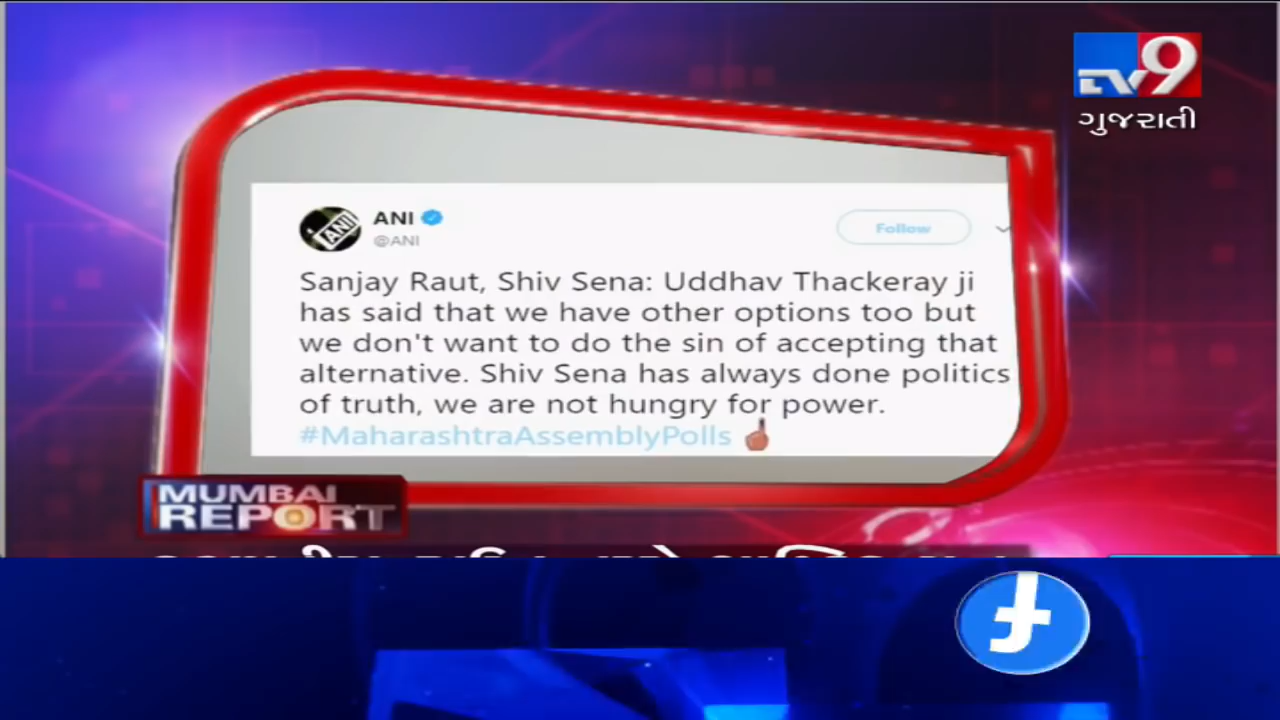 TV9
ગુજરાતી
ANI
@ANI
Follow
Sanjay Raut, Shiv Sena: Uddhav Thackeray ji
has said that we have other options too but
we don't want to do the sin of accepting that
alternative. Shiv Sena has always done politics
of truth, we are not hungry for power.
#MaharashtraAssemblyPolls
MUMBAI
REPORT